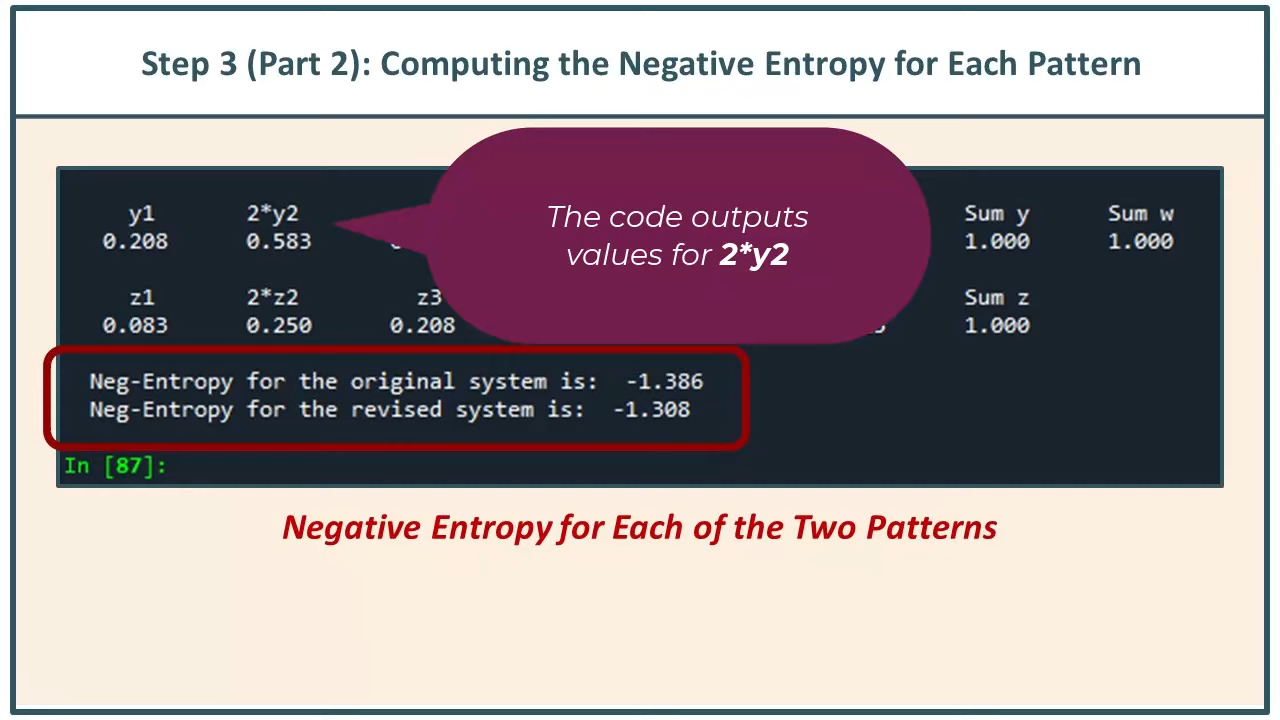 Step 3 (Part 2): Computing the Negative Entropy for Each Pattern
The code outputs
values for 2*y2
y1 2*y2 Sum y Sum w
0.208 0.583 1.000 1.000
z1 2*z2 z3 Sum z
0.083 0.250 0.208 1.000
Neg-Entropy for the original system is: -1.386
Neg-Entropy for the revised system is: -1.308
In [87]:
Negative Entropy for Each of the Two Patterns